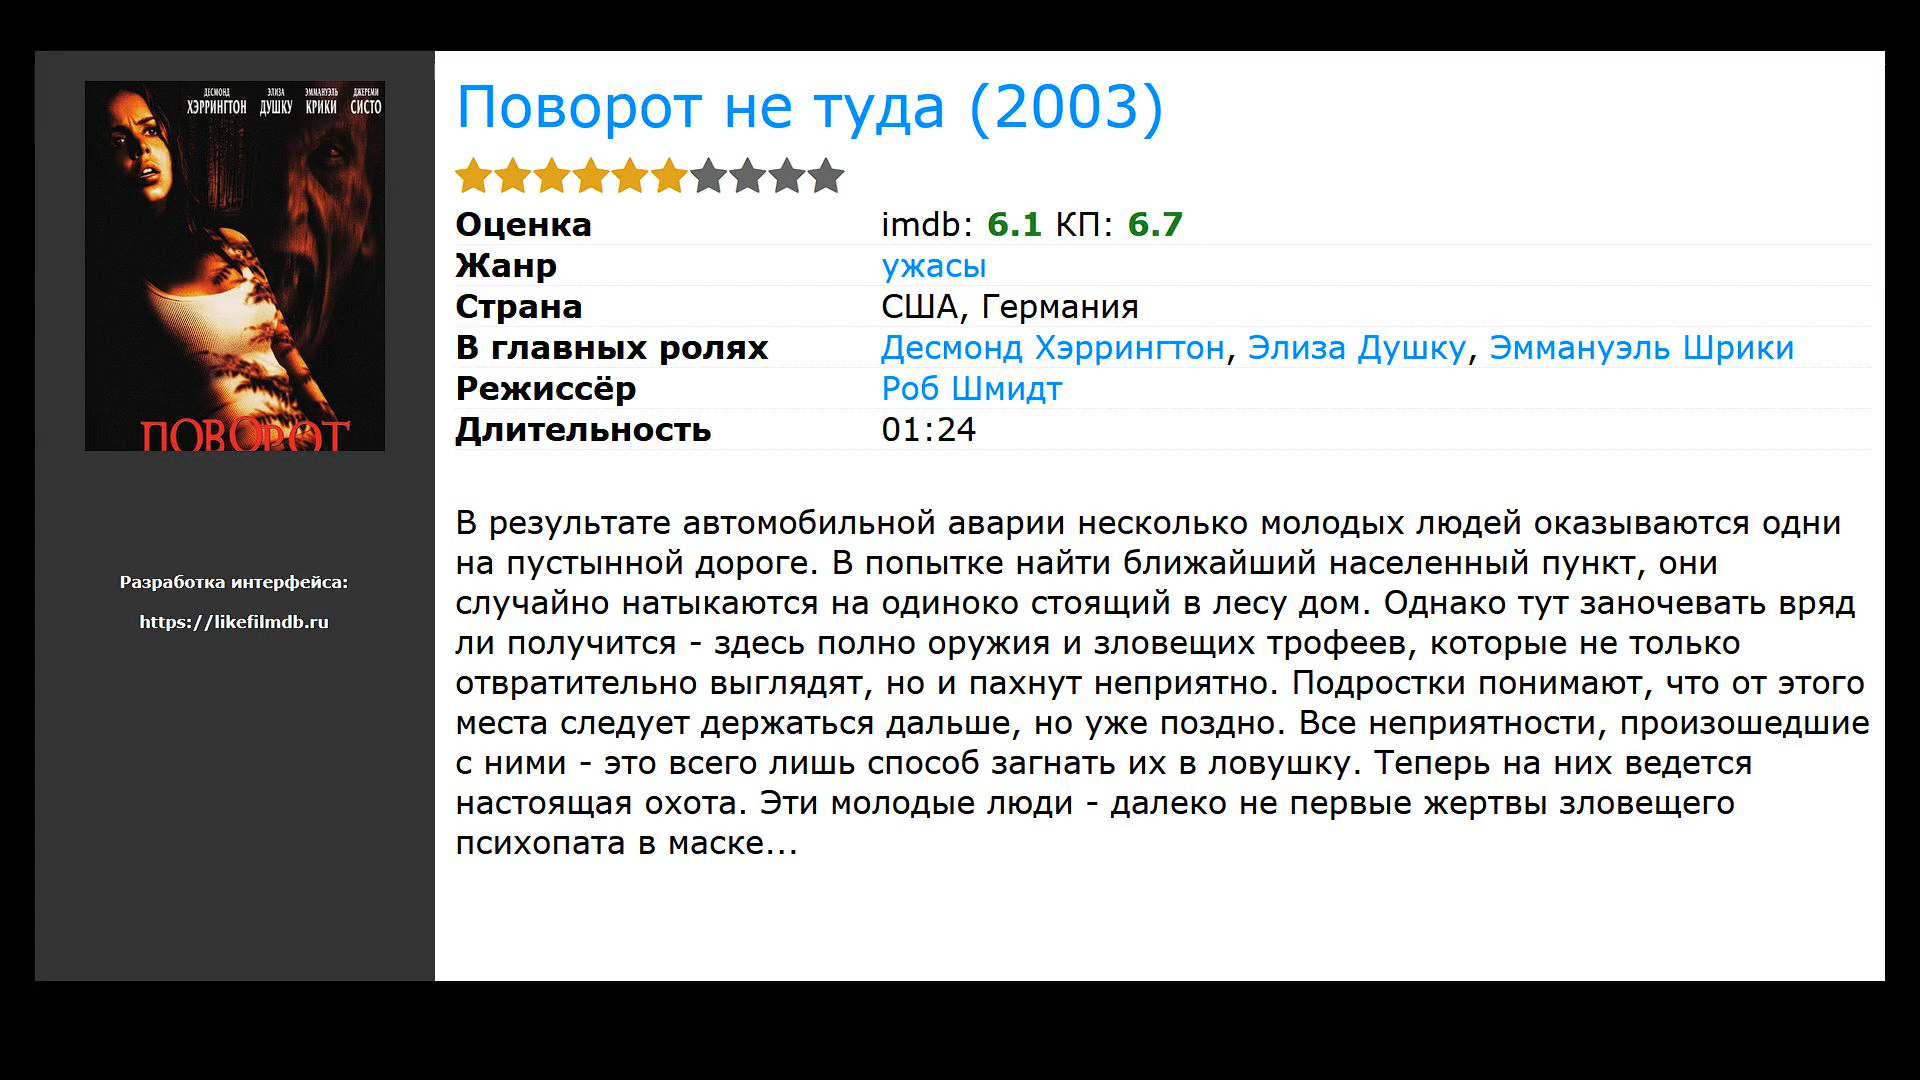 ДЕСМОНД ЭЛИЗА ЭММАНУЭЛЬ ДЖЕРЕМИ
ХЭРРИНГТОН ДУШКУ КРИКИ СИСТО
ПОВОРОТ
Разработка интерфейса:
https://likefilmdb.ru
Поворот не туда (2003)
Оценка imdb: 6.1 КП: 6.7
Жанр ужасы
Страна США, Германия
В главных ролях Десмонд Хэррингтон, Элиза Душку, Эммануэль Шрики
Режиссёр Роб Шмидт
Длительность 01:24
В результате автомобильной аварии несколько молодых людей оказываются одни
на пустынной дороге. В попытке найти ближайший населенный пункт, они
случайно натыкаются на одиноко стоящий в лесу дом. Однако тут заночевать вряд
ли получится - здесь полно оружия и зловещих трофеев, которые не только
отвратительно выглядят, но и пахнут неприятно. Подростки понимают, что от этого
места следует держаться дальше, но уже поздно. Все неприятности, произошедшие
с ними - это всего лишь способ загнать их в ловушку. Теперь на них ведется
настоящая охота. Эти молодые люди - далеко не первые жертвы зловещего
психопата в маске...